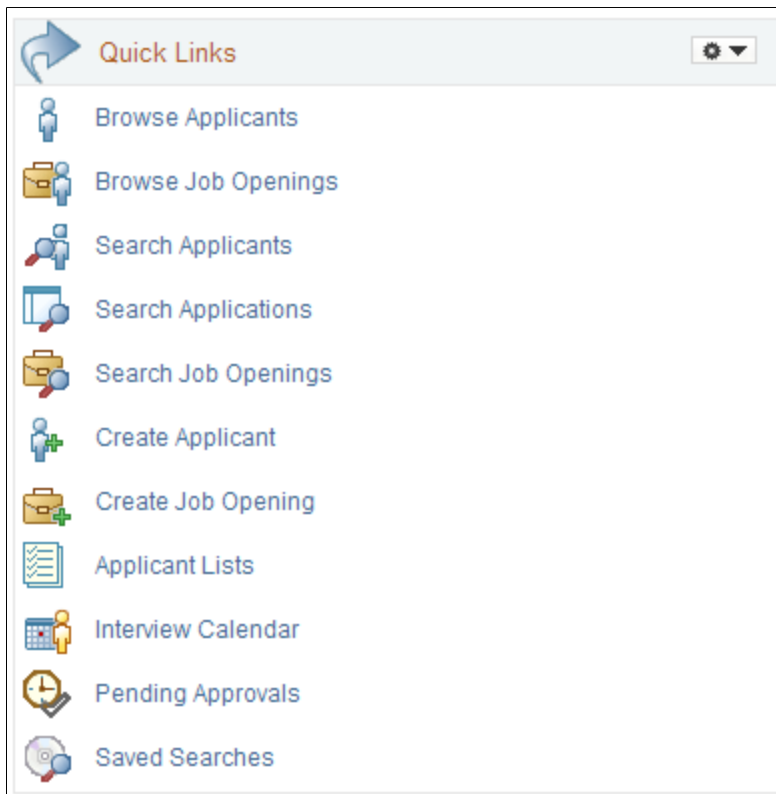 Quick Links
Browse Applicants
Browse Job Openings
Search Applicants
Search Applications
Search Job Openings
Create Applicant
Create Job Opening
Applicant Lists
Interview Calendar
Pending Approvals
Saved Searches